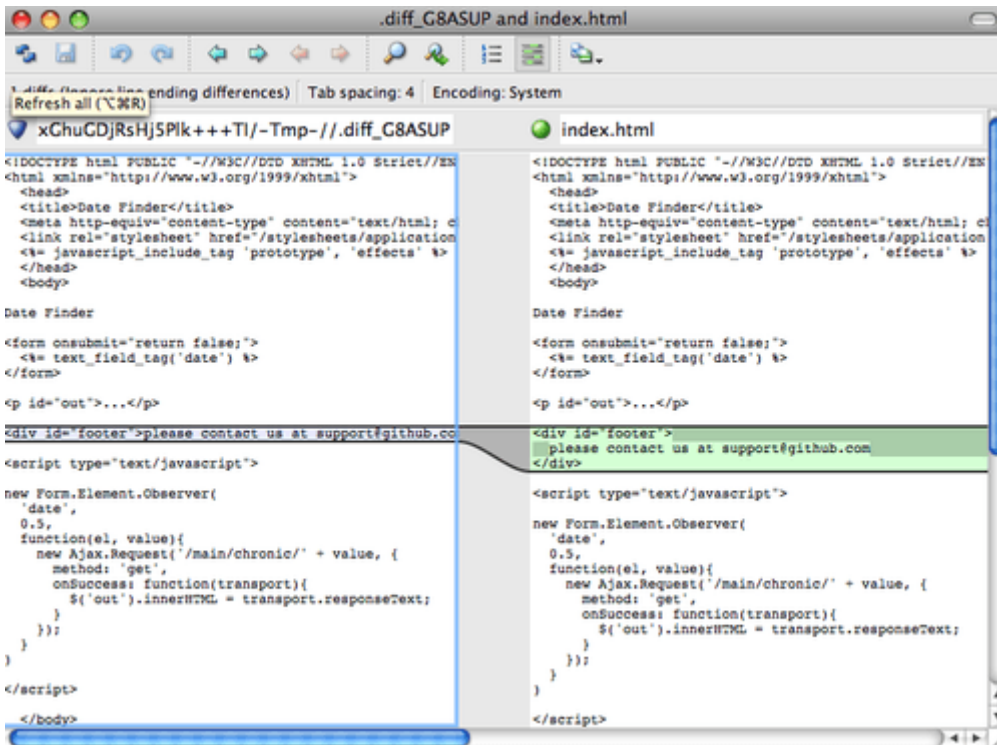 .diff_G8ASUP and index.html
1 diffs (Ignore line ending differences) Tab spacing: 4 Encoding: System
Refresh all (⌥⌘R)
xGhuGDjRsHj5Plk+++TI/-Tmp-//.diff_G8ASUP
<!DOCTYPE html PUBLIC "-//W3C//DTD XHTML 1.0 Strict//EN
<html xmlns="http://www.w3.org/1999/xhtml">
<head>
<title>Date Finder</title>
<meta http-equiv="content-type" content="text/html; c
<link rel="stylesheet" href="/stylesheets/application
<%= javascript_include_tag 'prototype', 'effects' %>
</head>
<body>
Date Finder
<form onsubmit="return false;">
<%= text_field_tag('date') %>
</form>
<p id="out">...</p>
<div id="footer">please contact us at support@github.co
<script type="text/javascript">
new Form.Element.Observer(
'date',
0.5,
function(el, value){
new Ajax.Request('/main/chronic/' + value, {
method: 'get',
onSuccess: function(transport){
$('out').innerHTML = transport.responseText;
}
});
}
)
</script>
</body>
index.html
<!DOCTYPE html PUBLIC "-//W3C//DTD XHTML 1.0 Strict//EN
<html xmlns="http://www.w3.org/1999/xhtml">
<head>
<title>Date Finder</title>
<meta http-equiv="content-type" content="text/html; c
<link rel="stylesheet" href="/stylesheets/application
<%= javascript_include_tag 'prototype', 'effects' %>
</head>
<body>
Date Finder
<form onsubmit="return false;">
<%= text_field_tag('date') %>
</form>
<p id="out">...</p>
<div id="footer">
please contact us at support@github.com
</div>
<script type="text/javascript">
new Form.Element.Observer(
'date',
0.5,
function(el, value){
new Ajax.Request('/main/chronic/' + value, {
method: 'get',
onSuccess: function(transport){
$('out').innerHTML = transport.responseText;
}
});
}
)
</script>